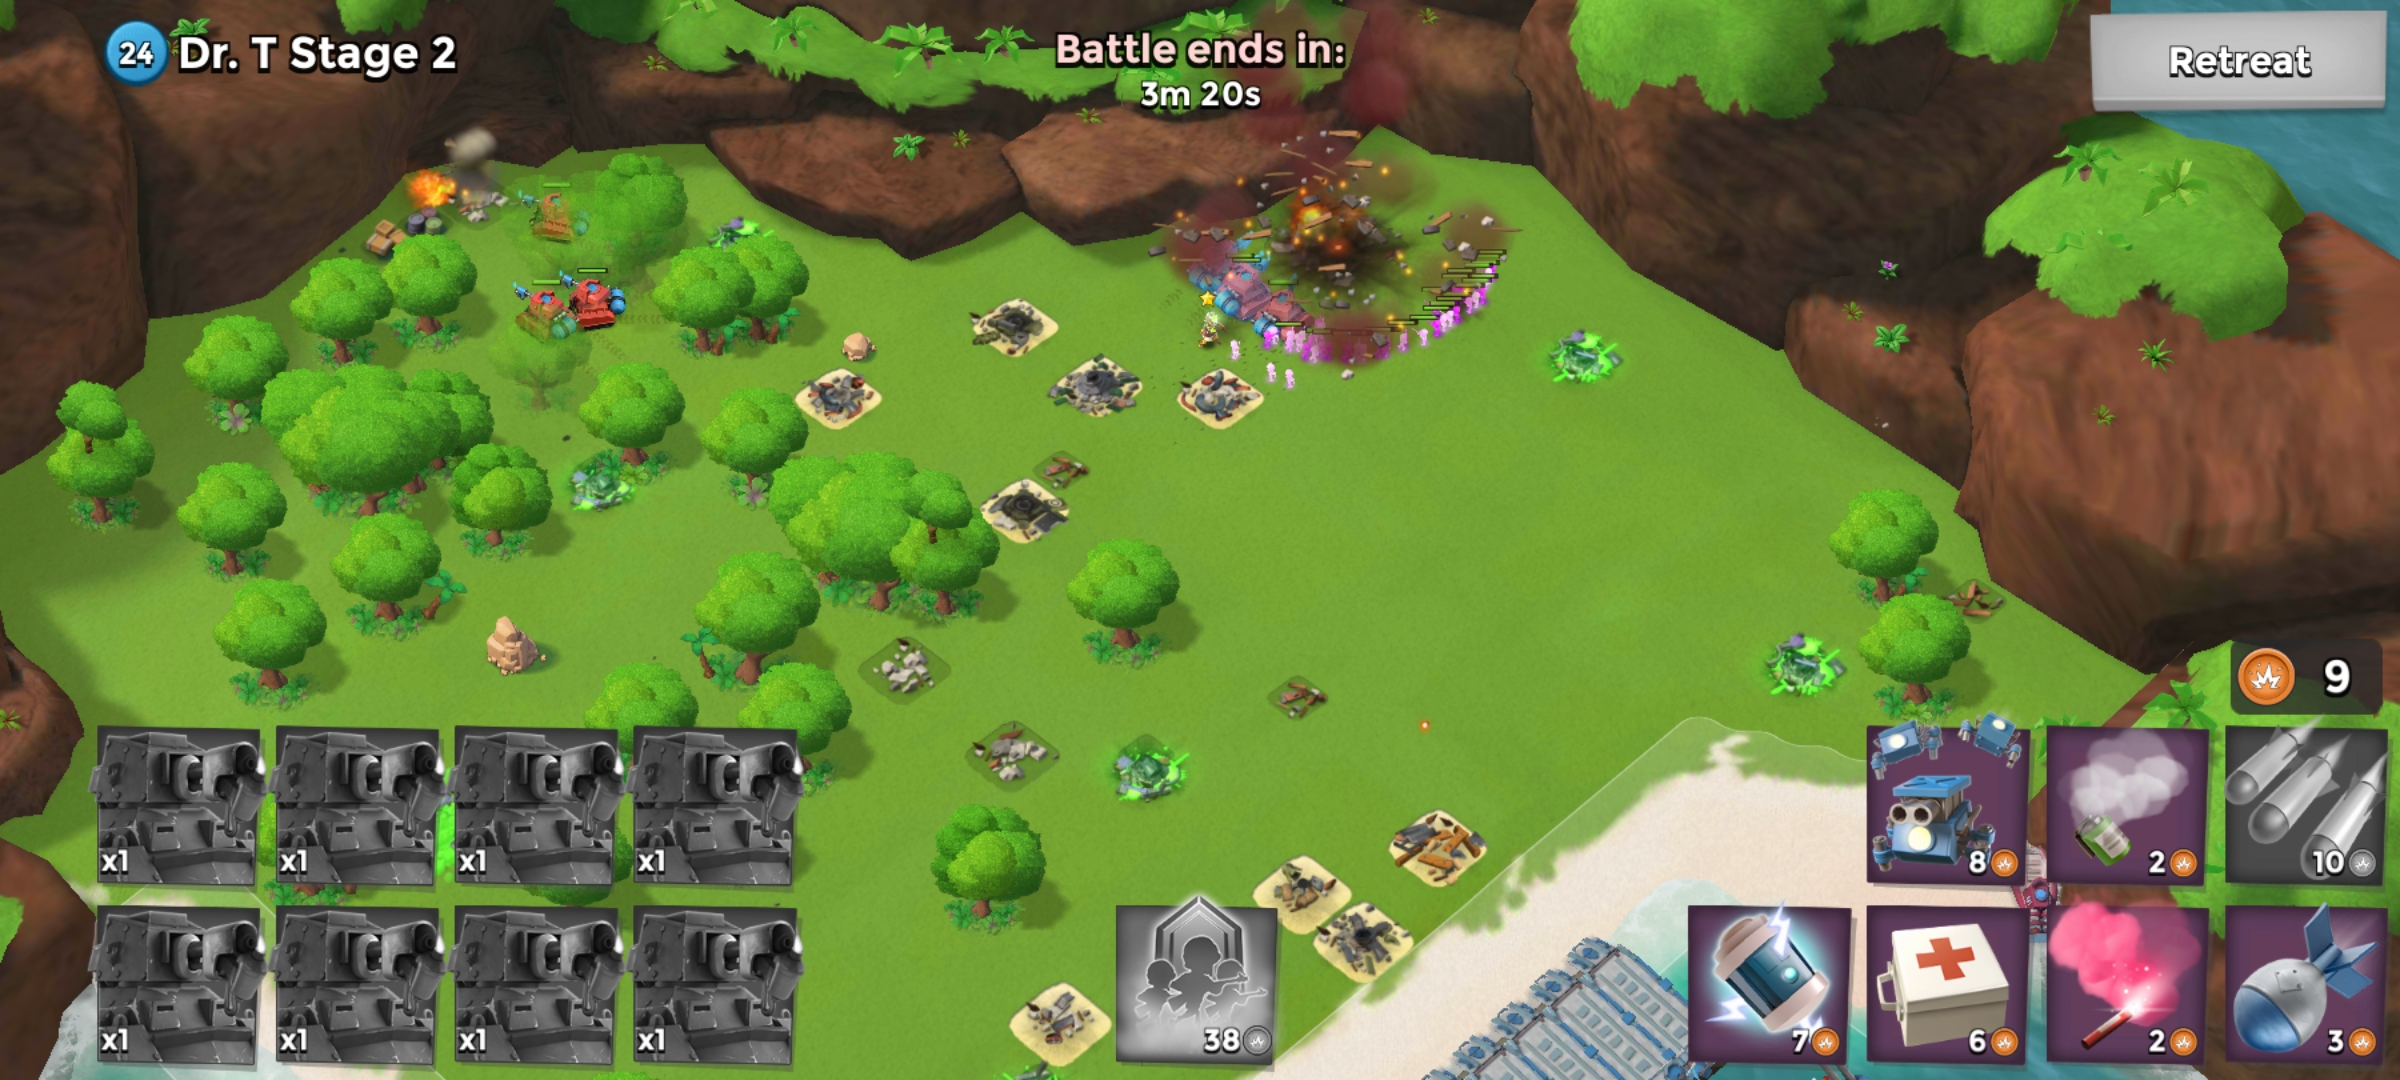 24 Dr. T Stage 2
Battle ends in:
3m 20s
Retreat
9
x1 x1 x1 x1
8 2 10
x1 x1 x1 x1
38
7 6 2 3